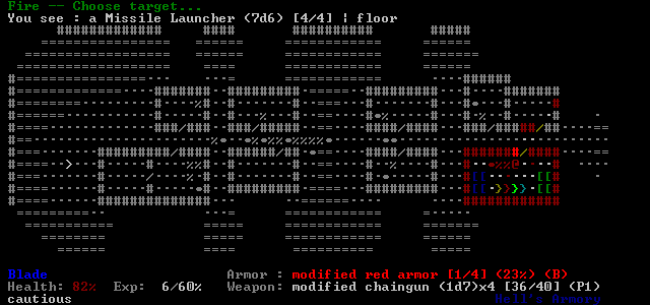 Fire -- Choose target...
You see : a Missile Launcher (7d6) [4/4] | floor
Blade Armor : modified red armor [1/4] (23%) (B)
Health: 82% Exp: 6/60% Weapon: modified chaingun (1d7)x4 [36/40] (P1)
cautious Hell's Armory